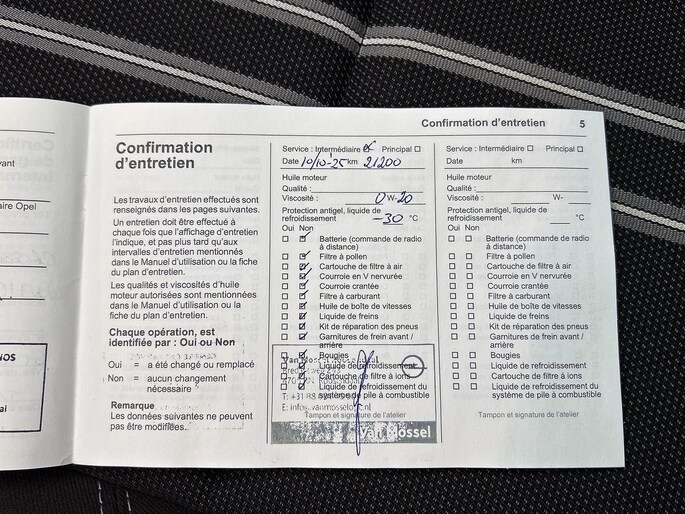 vant
aire Opel
NOS
ai
Confirmation d'entretien 5
Confirmation
d'entretien
Les travaux d'entretien effectués sont
renseignés dans les pages suivantes.
Un entretien doit être effectué à
chaque fois que l'affichage d'entretien
l'indique, et pas plus tard qu'aux
intervalles d'entretien mentionnés
dans le Manuel d'utilisation ou la fiche
du plan d'entretien.
Les qualités et viscosités d'huile
moteur autorisées sont mentionnées
dans le Manuel d'utilisation ou la
fiche du plan d'entretien.
Chaque opération, est
identifiée par : Oui ou Non
Oui = a été changé ou remplacé
Non = aucun changement
nécessaire
Remarque
Les données suivantes ne peuvent
pas être modifiées.
Service : Intermédiaire ☒ Principal ☐
Date 10/10-25 km 21200
Huile moteur
Qualité :
Viscosité : 0 W- 20
Protection antigel, liquide de
refroidissement -30 °C
Oui Non
☐ ☑ Batterie (commande de radio
à distance)
☐ ☑ Filtre à pollen
☐ ☑ Cartouche de filtre à air
☐ ☑ Courroie en V nervurée
☐ ☑ Courroie crantée
☐ ☑ Filtre à carburant
☐ ☑ Huile de boîte de vitesses
☐ ☑ Liquide de freins
☐ ☑ Kit de réparation des pneus
☐ ☑ Garnitures de frein avant /
arrière
☐ ☑ Bougies
☐ ☑ Liquide de refroidissement
☐ ☑ Cartouche de filtre à ions
☐ ☑ Liquide de refroidissement du
système de pile à combustible
Tampon et signature de l'atelier
Van Mossel
Service : Intermédiaire ☐ Principal ☐
Date km
Huile moteur
Qualité :
Viscosité : W-
Protection antigel, liquide de
refroidissement °C
Oui Non
☐ ☐ Batterie (commande de radio
à distance)
☐ ☐ Filtre à pollen
☐ ☐ Cartouche de filtre à air
☐ ☐ Courroie en V nervurée
☐ ☐ Courroie crantée
☐ ☐ Filtre à carburant
☐ ☐ Huile de boîte de vitesses
☐ ☐ Liquide de freins
☐ ☐ Kit de réparation des pneus
☐ ☐ Garnitures de frein avant /
arrière
☐ ☐ Bougies
☐ ☐ Liquide de refroidissement
☐ ☐ Cartouche de filtre à ions
☐ ☐ Liquide de refroidissement du
système de pile à combustible
Tampon et signature de l'atelier